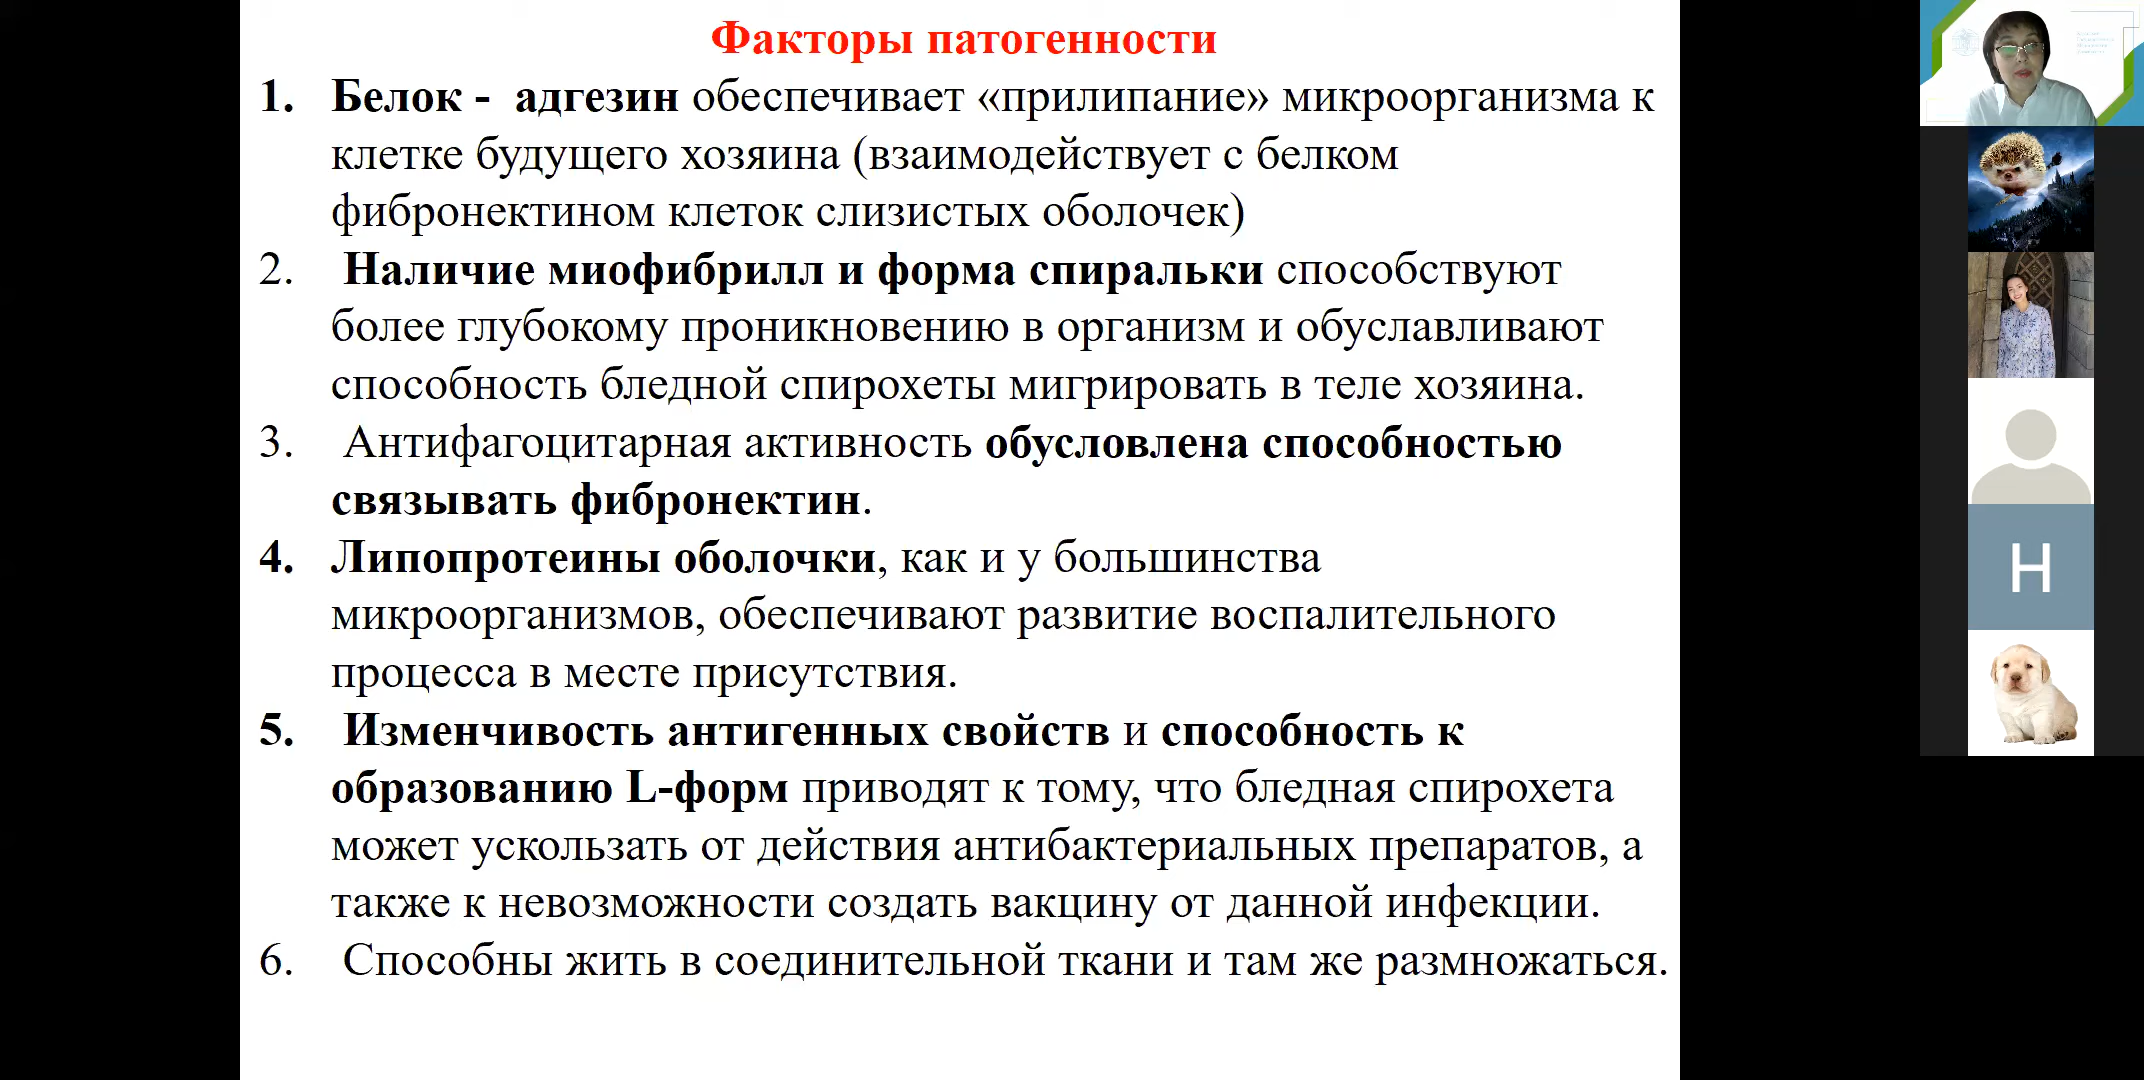 Факторы патогенности
1. Белок - адгезин обеспечивает «прилипание» микроорганизма к
клетке будущего хозяина (взаимодействует с белком
фибронектином клеток слизистых оболочек)
2. Наличие миофибрилл и форма спиральки способствуют
более глубокому проникновению в организм и обуславливают
способность бледной спирохеты мигрировать в теле хозяина.
3. Антифагоцитарная активность обусловлена способностью
связывать фибронектин.
4. Липопротеины оболочки, как и у большинства
микроорганизмов, обеспечивают развитие воспалительного
процесса в месте присутствия.
5. Изменчивость антигенных свойств и способность к
образованию L-форм приводят к тому, что бледная спирохета
может ускользать от действия антибактериальных препаратов, а
также к невозможности создать вакцину от данной инфекции.
6. Способны жить в соединительной ткани и там же размножаться.
Н